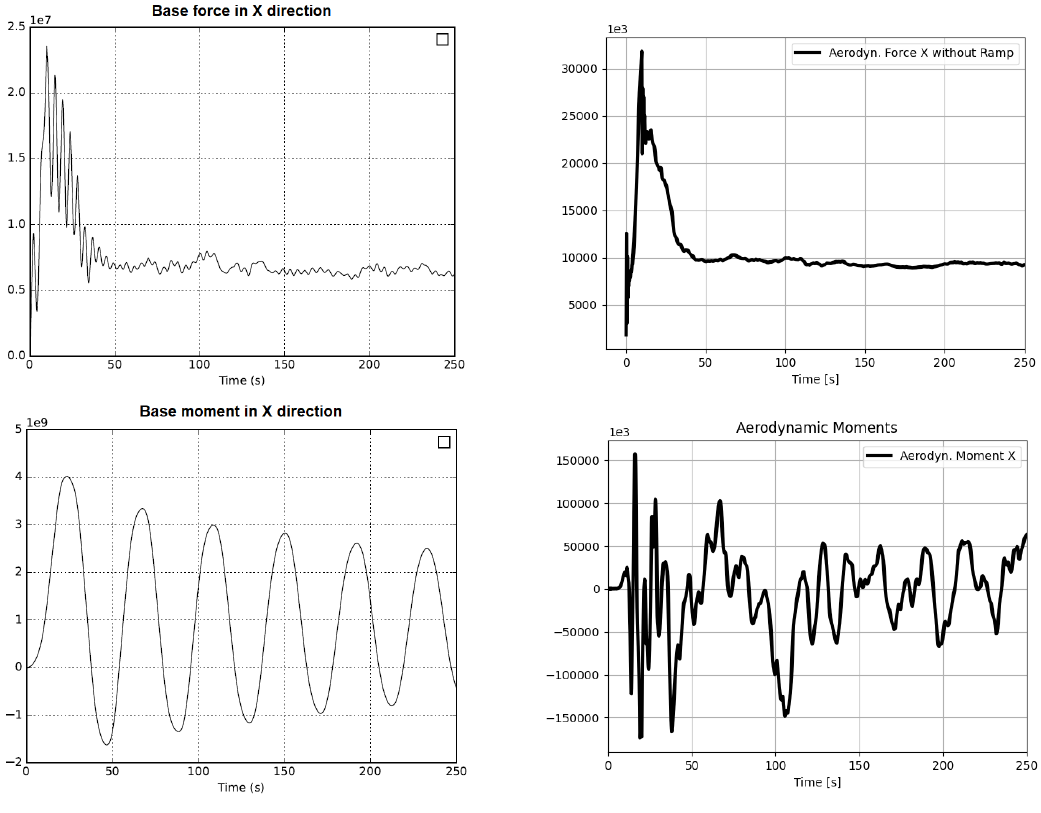 Base force in X direction
1e7
2.5
2.0
1.5
1.0
0.5
0.0
0 50 100 150 200 250
Time (s)
1e3
Aerodyn. Force X without Ramp
30000
25000
20000
15000
10000
5000
0 50 100 150 200 250
Time [s]
Base moment in X direction
1e9
5
4
3
2
1
0
−1
−2
0 50 100 150 200 250
Time (s)
Aerodynamic Moments
1e3
Aerodyn. Moment X
150000
100000
50000
0
−50000
−100000
−150000
0 50 100 150 200 250
Time [s]